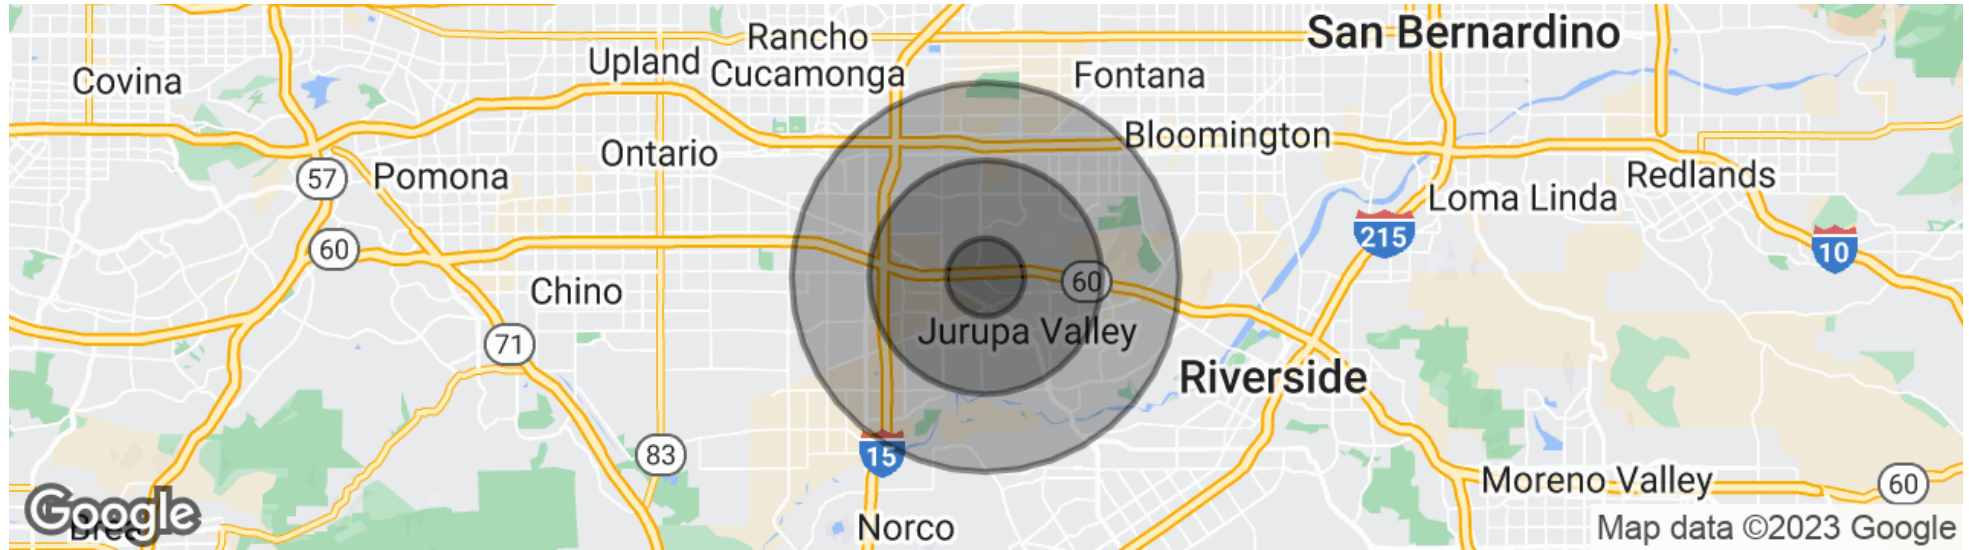 San Bernardino
Rancho
Cucamonga
Upland
Covina
Fontana
Bloomington
Ontario
57
Pomona
Redlands
Loma Linda
215
10
60
60
Chino
Jurupa Valley
71
Riverside
83
15
Moreno Valley
60
Google
Brea
Norco
Map data ©2023 Google